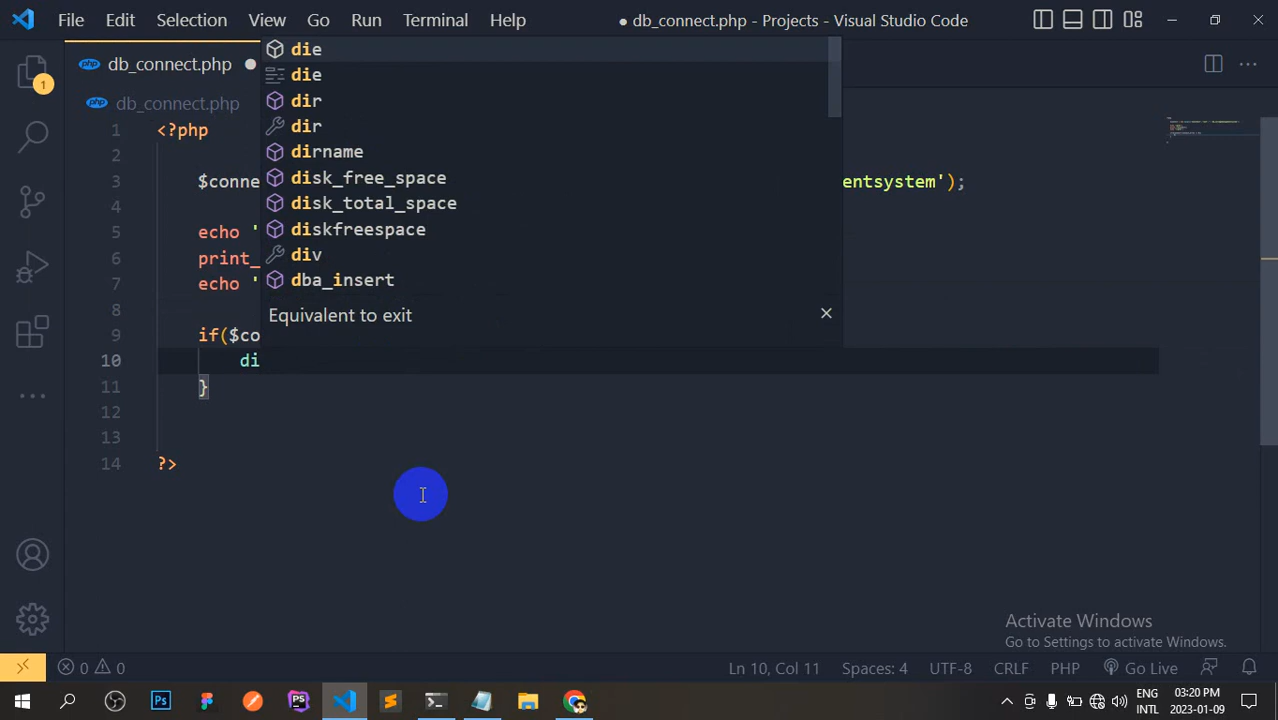 File Edit Selection View Go Run Terminal Help
● db_connect.php - Projects - Visual Studio Code
db_connect.php
db_connect.php
1 <?php
2
3 $conne entsystem');
4
5 echo '
6 print_
7 echo '
8
9 if($co
10 di
11 }
12
13
14 ?>
die
die
dir
dir
dirname
disk_free_space
disk_total_space
diskfreespace
div
dba_insert
Equivalent to exit
1
Activate Windows
Go to Settings to activate Windows.
0 0 Ln 10, Col 11 Spaces: 4 UTF-8 CRLF PHP Go Live
Ps PS
ENG
INTL
03:20 PM
2023-01-09